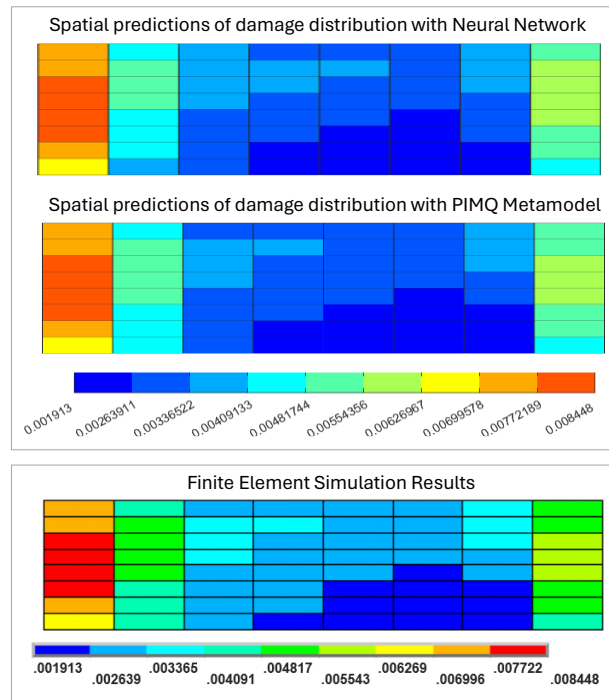 Spatial predictions of damage distribution with Neural Network
Spatial predictions of damage distribution with PIMQ Metamodel
0.001913 0.00263911 0.00336522 0.00409133 0.00481744 0.00554356 0.00626967 0.00699578 0.00772189 0.008448
Finite Element Simulation Results
.001913 .003365 .004817 .006269 .007722
.002639 .004091 .005543 .006996 .008448